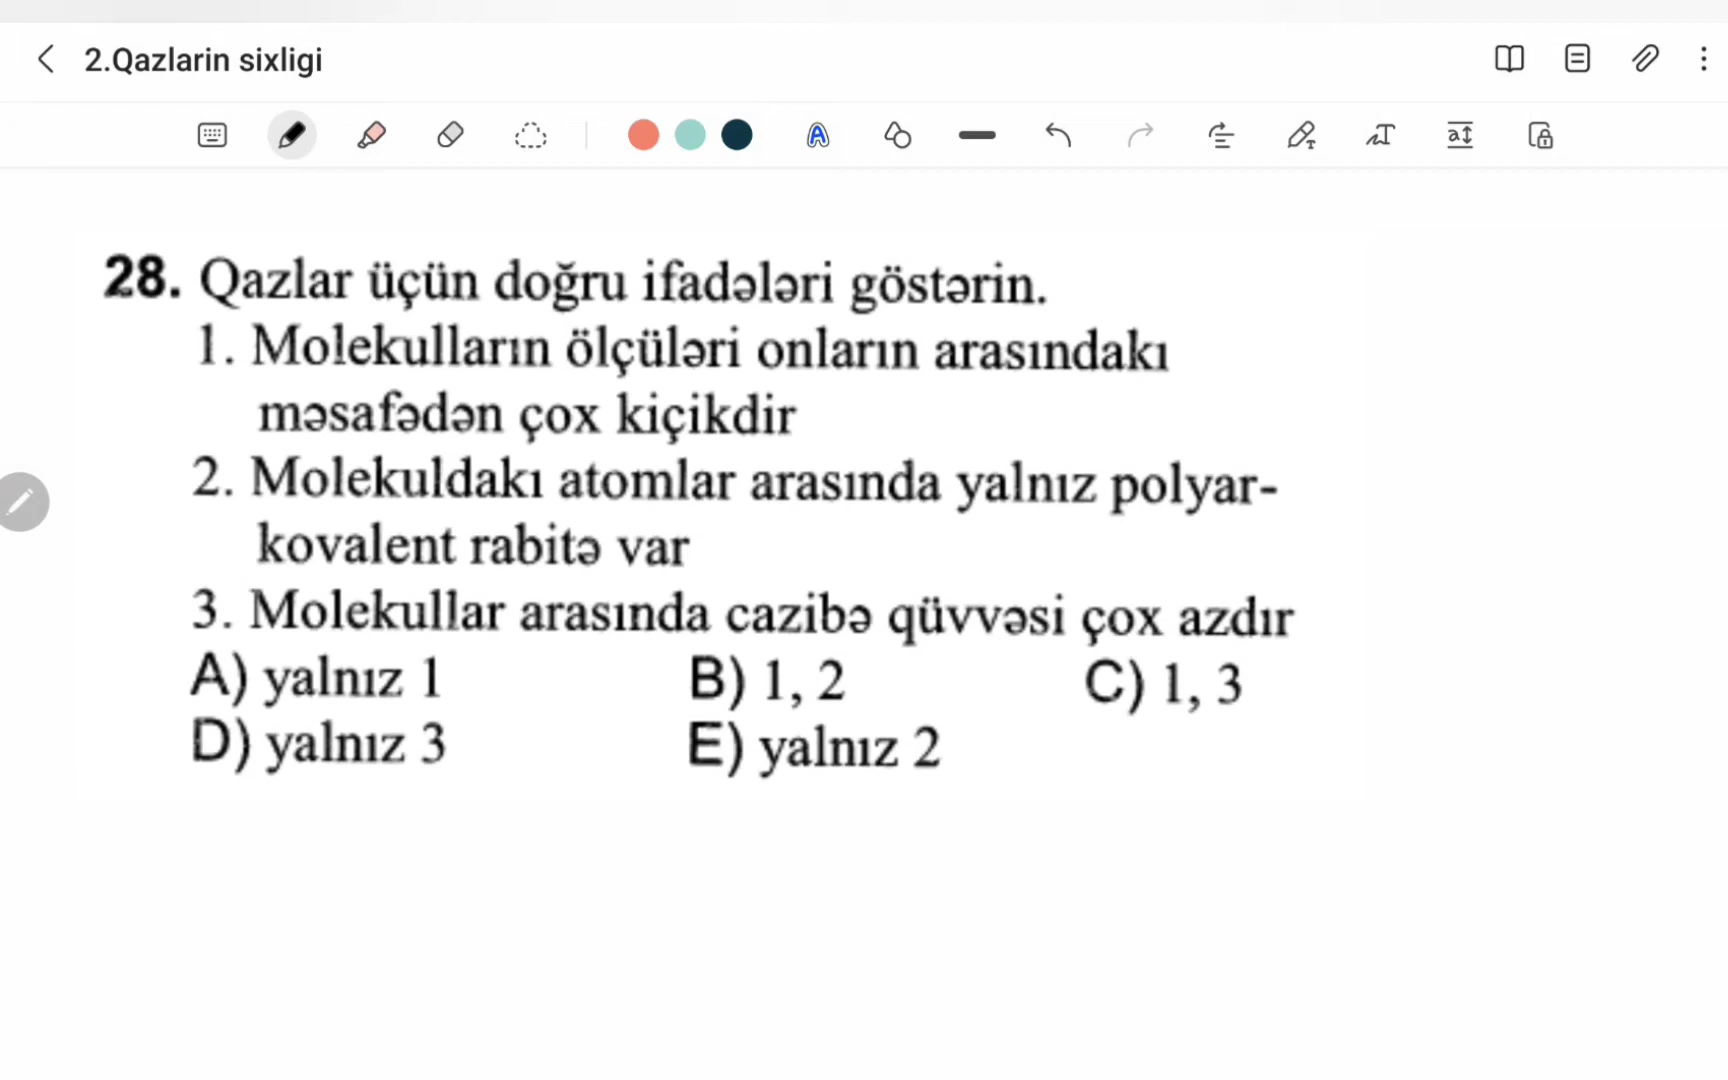 2.Qazlarin sixligi
28. Qazlar üçün doğru ifadələri göstərin.
1. Molekulların ölçüləri onların arasındakı
məsafədən çox kiçikdir
2. Molekuldakı atomlar arasında yalnız polyar-
kovalent rabitə var
3. Molekullar arasında cazibə qüvvəsi çox azdır
A) yalnız 1 B) 1, 2 C) 1, 3
D) yalnız 3 E) yalnız 2